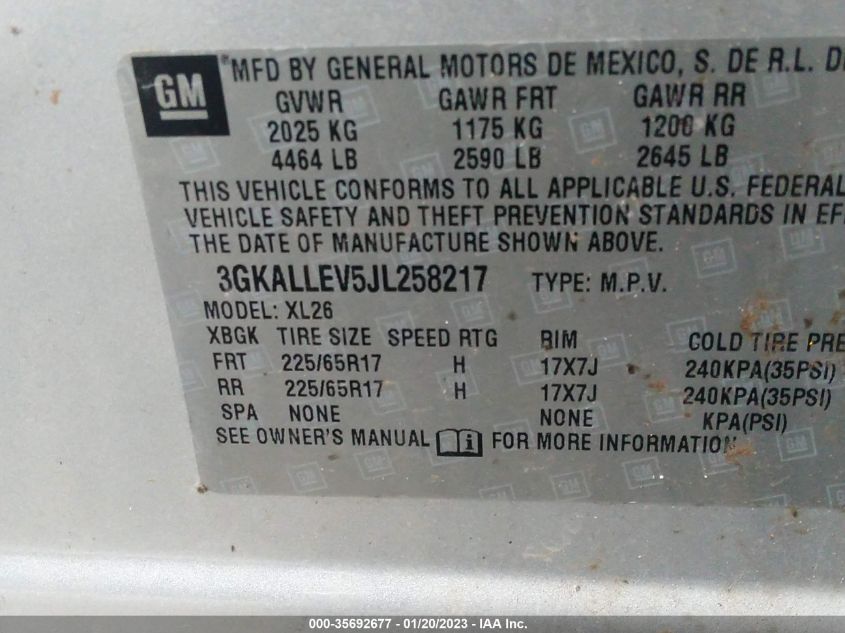 GM ® MFD BY GENERAL MOTORS DE MEXICO, S. DE R.L. D
GVWR GAWR FRT GAWR RR
2025 KG 1175 KG 1200 KG
4464 LB 2590 LB 2645 LB
THIS VEHICLE CONFORMS TO ALL APPLICABLE U.S. FEDERAL
VEHICLE SAFETY AND THEFT PREVENTION STANDARDS IN EF
THE DATE OF MANUFACTURE SHOWN ABOVE.
3GKALLEV5JL258217 TYPE: M.P.V.
MODEL: XL26
XBGK TIRE SIZE SPEED RTG RIM COLD TIRE PRE
FRT 225/65R17 H 17X7J 240KPA(35PSI)
RR 225/65R17 H 17X7J 240KPA(35PSI)
SPA NONE NONE KPA(PSI)
SEE OWNER'S MANUAL i FOR MORE INFORMATION
000-35692677 - 01/20/2023 - IAA Inc.